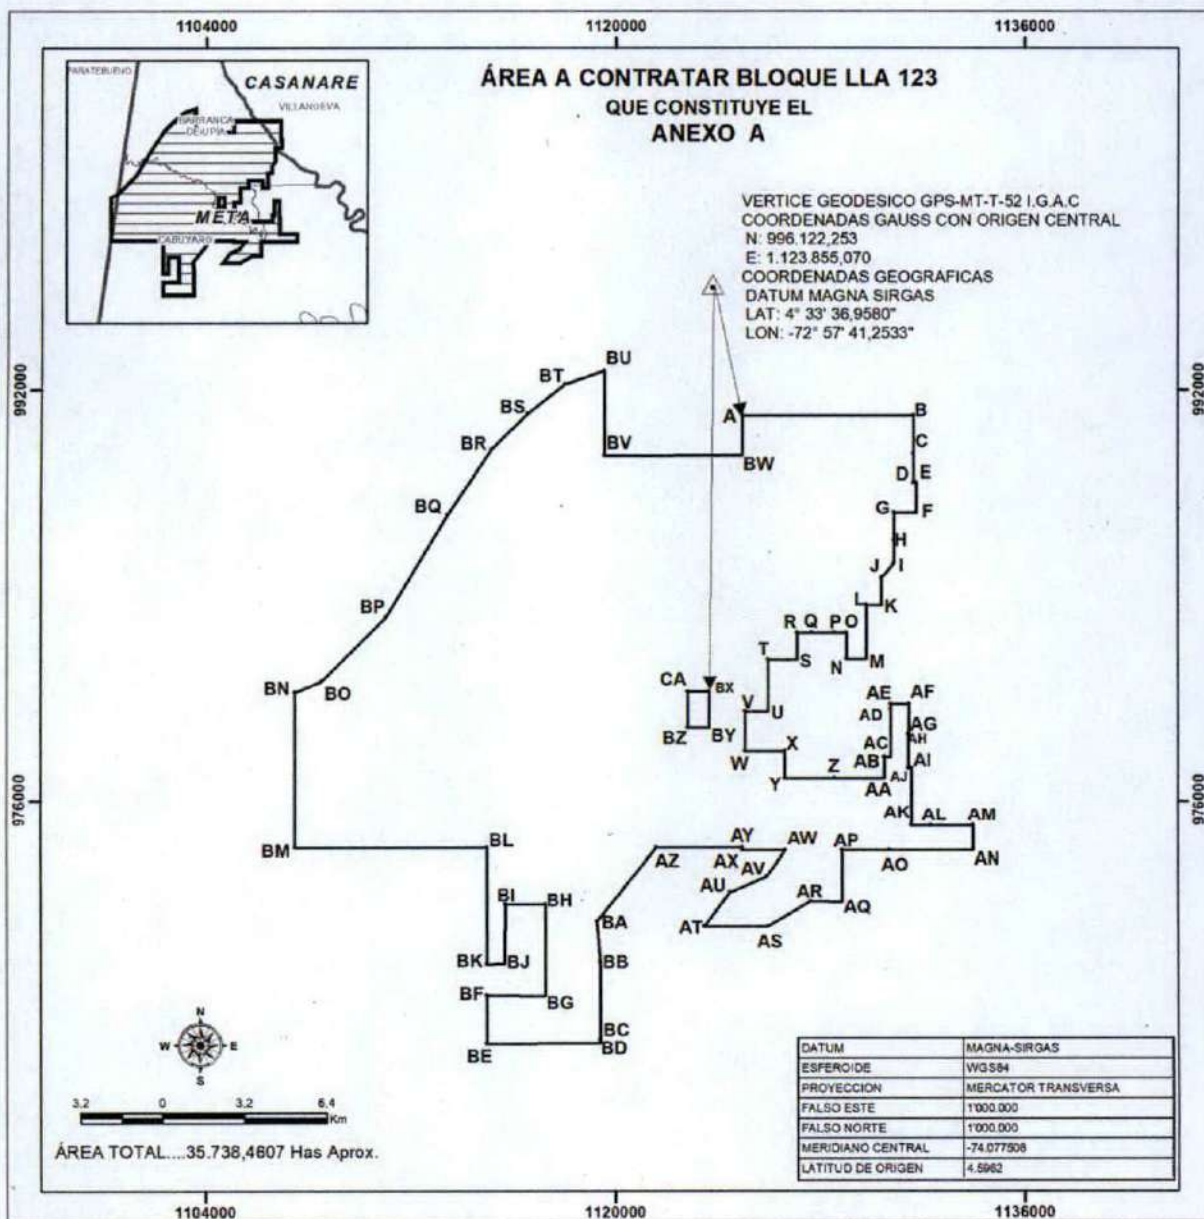 1104000 1120000 1136000
PARATEBUENO
CASANARE
VILLANUEVA
BARRANCA
DE UPÍA
META
CABUYARO
ÁREA A CONTRATAR BLOQUE LLA 123
QUE CONSTITUYE EL
ANEXO A
VERTICE GEODESICO GPS-MT-T-52 I.G.A.C
COORDENADAS GAUSS CON ORIGEN CENTRAL
N: 996.122,253
E: 1.123.855,070
COORDENADAS GEOGRAFICAS
DATUM MAGNA SIRGAS
LAT: 4° 33' 36,9580"
LON: -72° 57' 41,2533"
992000 992000
BU
BT
BS A B
BR BV BW C
D E
BQ G F
H
J I
L K
BP R Q P O
T S N M
BN BO CA BX AE AF
V U AD AG
BZ BY AH
W X AC
AB AI
Y Z AA AJ
976000 976000
AK AL AM
BM BL AY AW AP
AZ AX AO AN
AV
BI BH AU AR AQ
BA AT AS
BK BJ BB
BF BG
BC
BE BD
N
W E
S
3,2 0 3,2 6,4
Km
ÁREA TOTAL....35.738,4607 Has Aprox.
DATUM MAGNA-SIRGAS
ESFEROIDE WGS84
PROYECCION MERCATOR TRANSVERSA
FALSO ESTE 1'000.000
FALSO NORTE 1'000.000
MERIDIANO CENTRAL -74.077508
LATITUD DE ORIGEN 4.5962
1104000 1120000 1136000